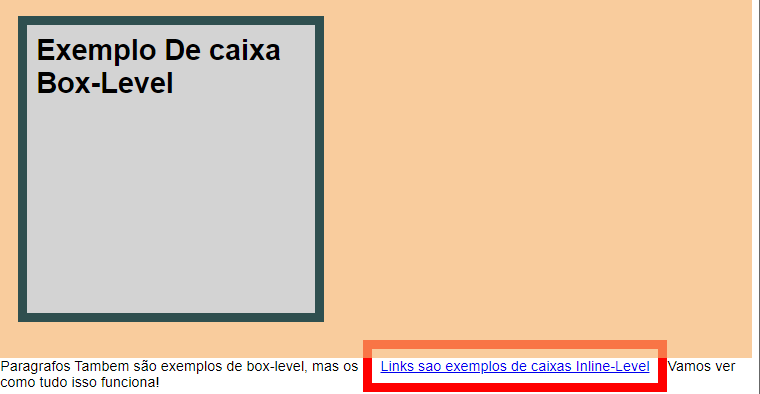 Exemplo De caixa
Box-Level
Paragrafos Tambem são exemplos de box-level, mas os Links sao exemplos de caixas Inline-Level Vamos ver
como tudo isso funciona!